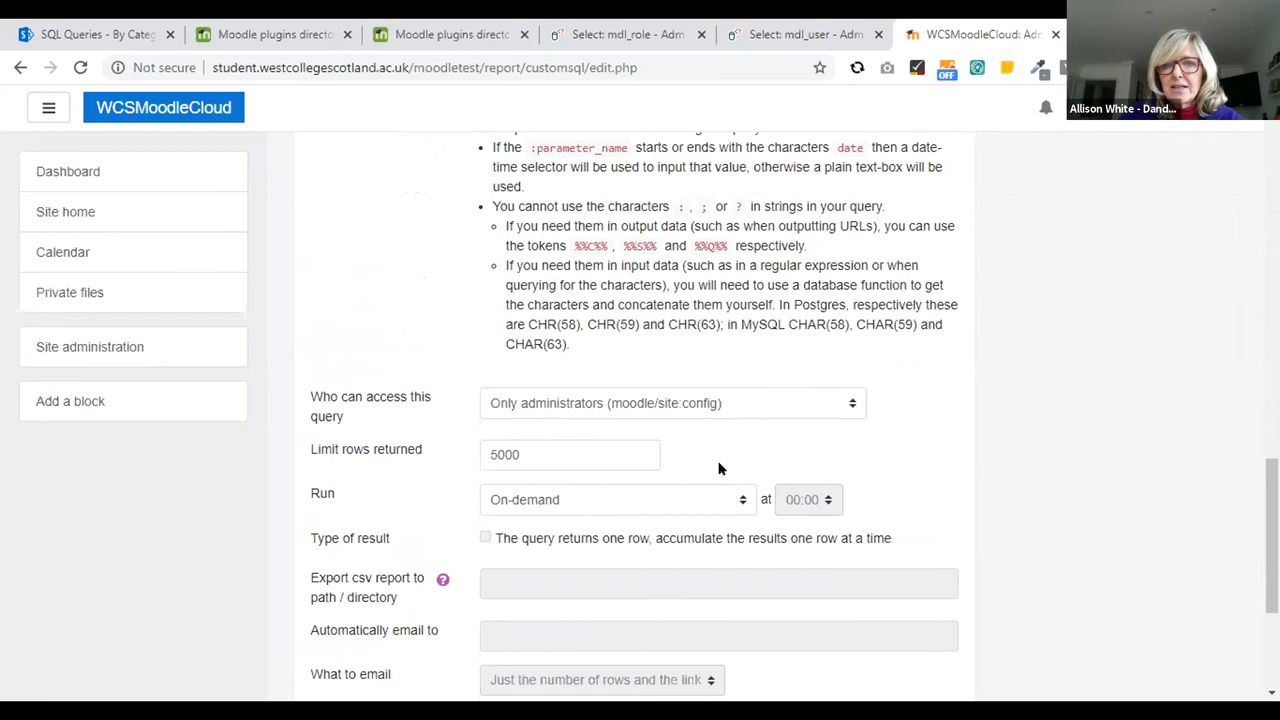 SQL Queries - By Categ
Moodle plugins directo
Moodle plugins directo
Select: mdl_role - Adm
Select: mdl_user - Adm
WCSMoodleCloud: Adm
Not secure student.westcollegescotland.ac.uk/moodletest/report/customsql/edit.php
OFF
Allison White - Dand...
WCSMoodleCloud
Dashboard
Site home
Calendar
Private files
Site administration
Add a block
If the :parameter_name starts or ends with the characters date then a date-
time selector will be used to input that value, otherwise a plain text-box will be
used.
You cannot use the characters : , ; or ? in strings in your query.
If you need them in output data (such as when outputting URLs), you can use
the tokens %%C%% , %%S%% and %%Q%% respectively.
If you need them in input data (such as in a regular expression or when
querying for the characters), you will need to use a database function to get
the characters and concatenate them yourself. In Postgres, respectively these
are CHR(58), CHR(59) and CHR(63); in MySQL CHAR(58), CHAR(59) and
CHAR(63).
Who can access this
query
Only administrators (moodle/site:config)
Limit rows returned
5000
Run
On-demand at 00:00
Type of result
The query returns one row, accumulate the results one row at a time
Export csv report to
path / directory
?
Automatically email to
What to email
Just the number of rows and the link